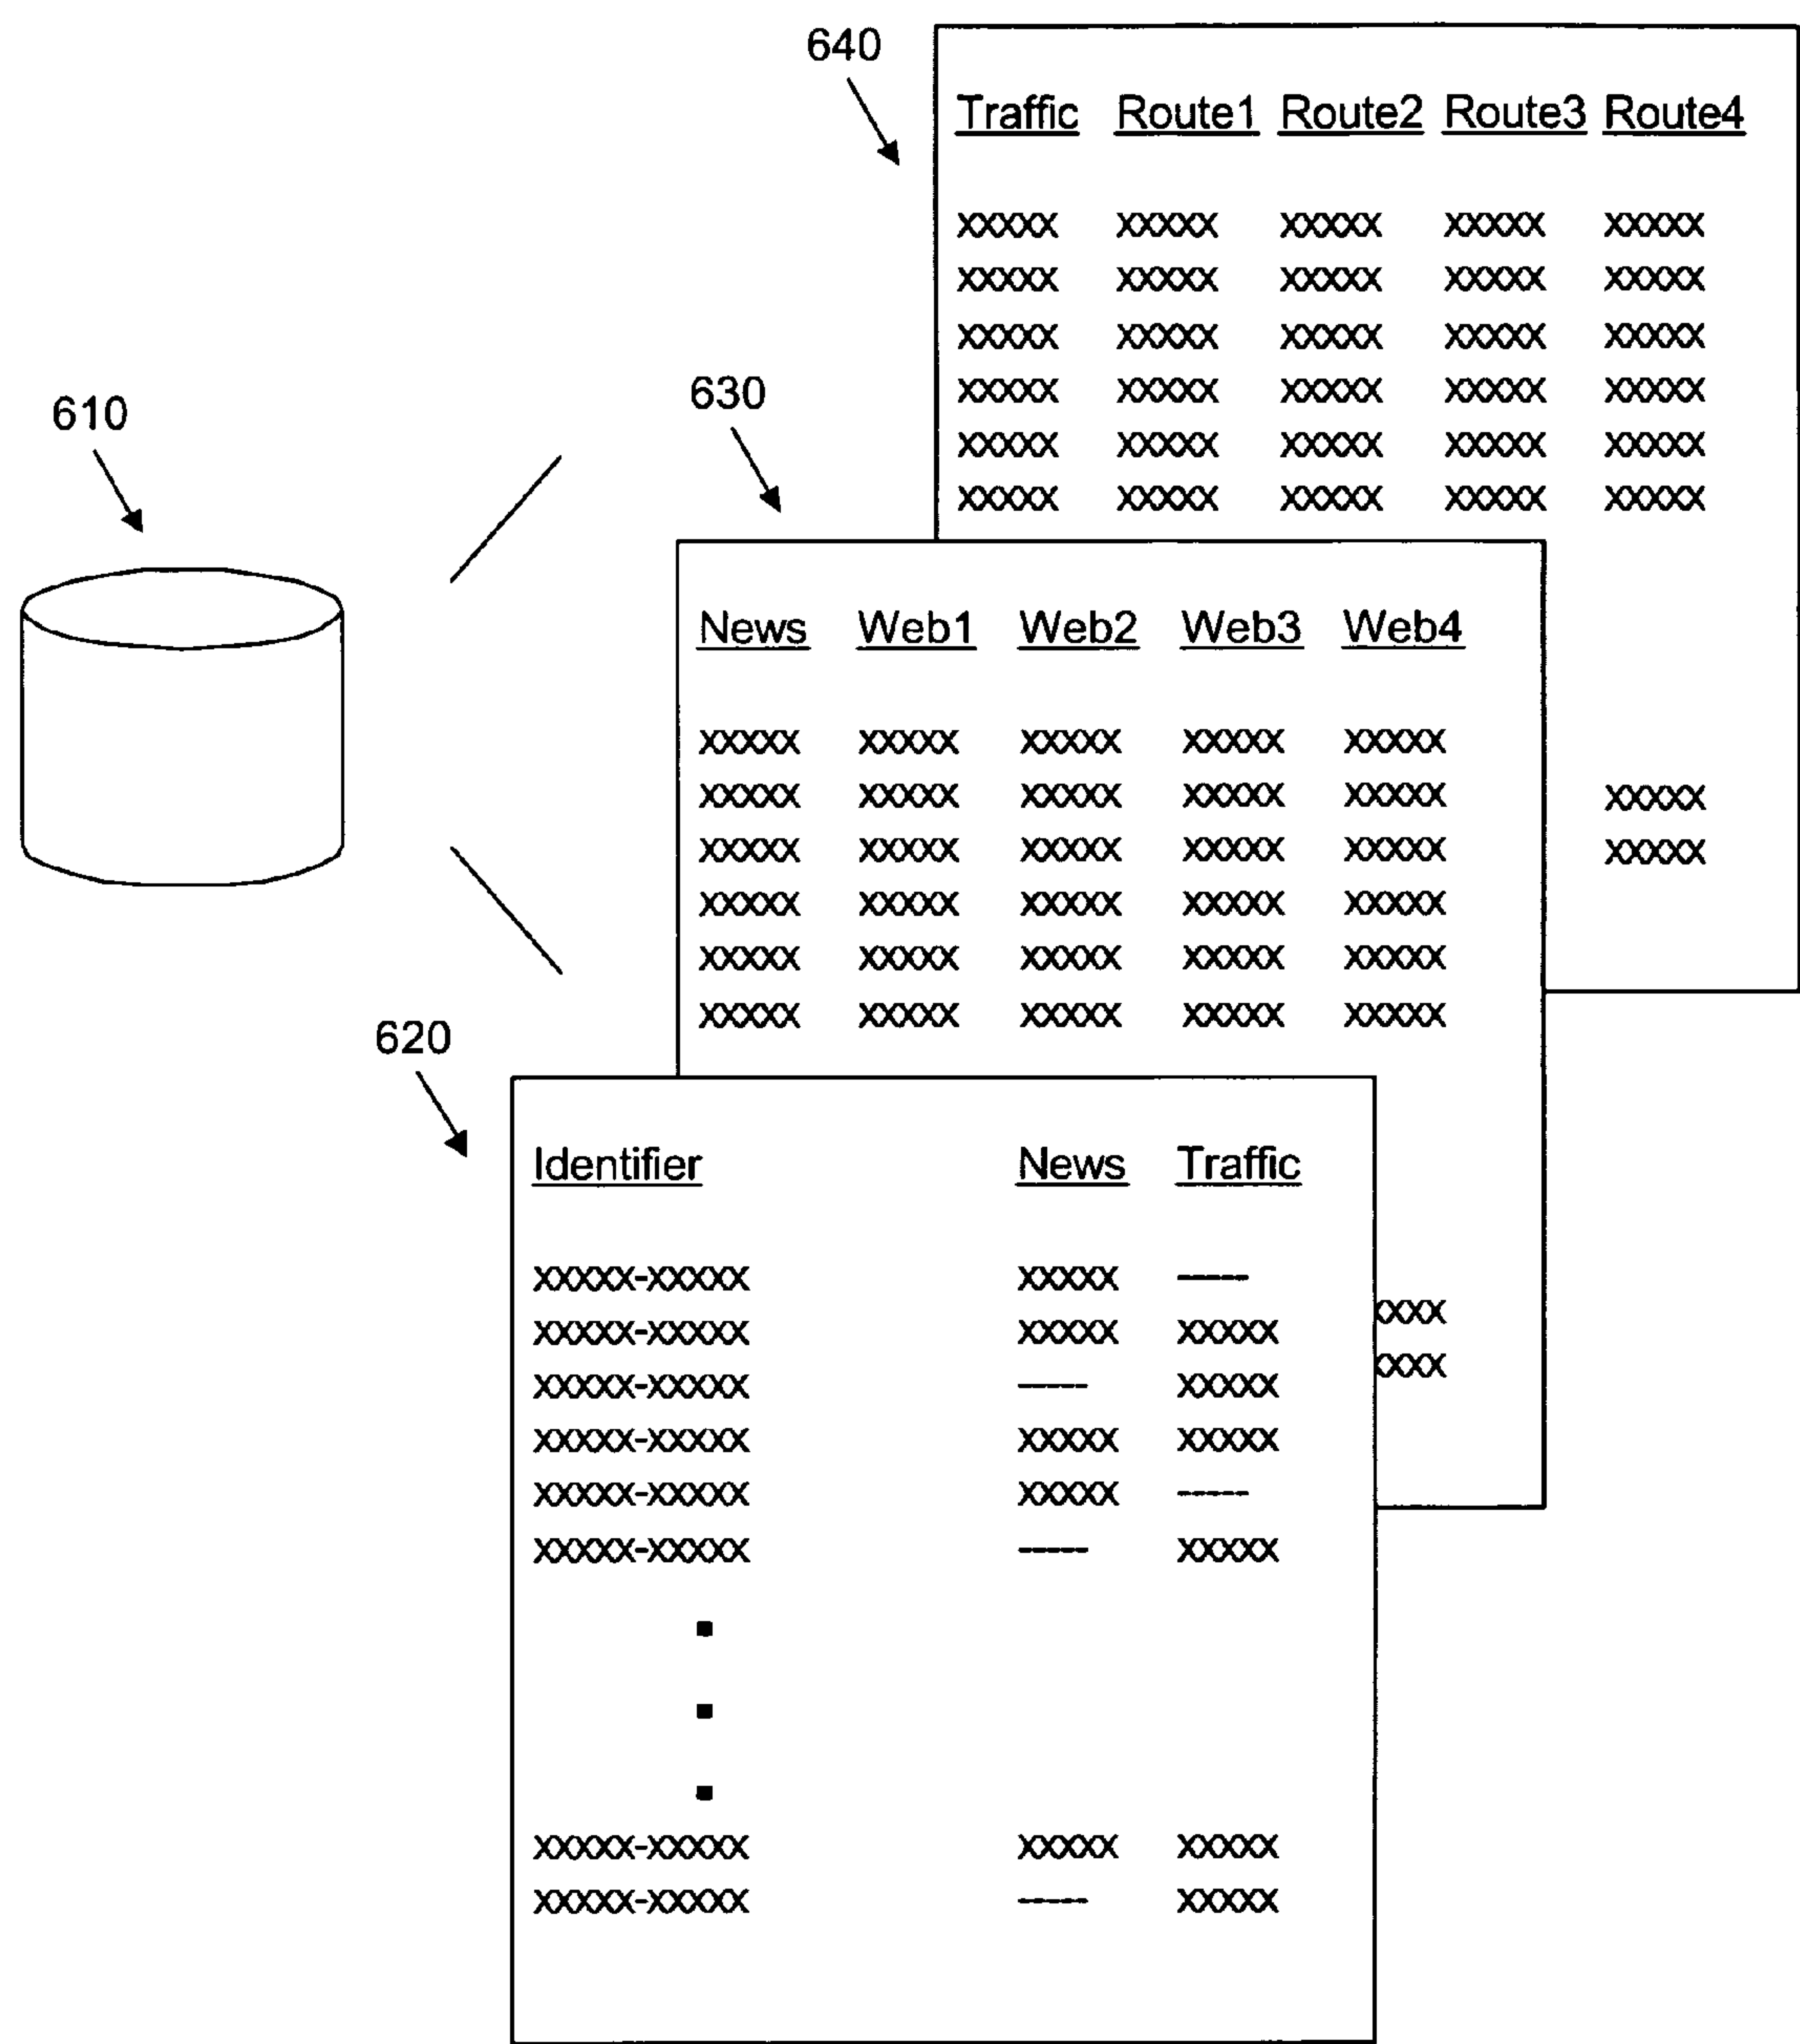 640
Traffic Route1 Route2 Route3 Route4
xxxxx xxxxx xxxxx xxxxx xxxxx
xxxxx xxxxx xxxxx xxxxx xxxxx
xxxxx xxxxx xxxxx xxxxx xxxxx
xxxxx xxxxx xxxxx xxxxx xxxxx
xxxxx xxxxx xxxxx xxxxx xxxxx
xxxxx xxxxx xxxxx xxxxx xxxxx
xxxxx
xxxxx
610
630
News Web1 Web2 Web3 Web4
xxxxx xxxxx xxxxx xxxxx xxxxx
xxxxx xxxxx xxxxx xxxxx xxxxx
xxxxx xxxxx xxxxx xxxxx xxxxx
xxxxx xxxxx xxxxx xxxxx xxxxx
xxxxx xxxxx xxxxx xxxxx xxxxx
xxxxx xxxxx xxxxx xxxxx xxxxx
xxxx
xxxx
620
Identifier News Traffic
xxxxx-xxxxx xxxxx -----
xxxxx-xxxxx xxxxx xxxxx
xxxxx-xxxxx ----- xxxxx
xxxxx-xxxxx xxxxx xxxxx
xxxxx-xxxxx xxxxx -----
xxxxx-xxxxx ----- xxxxx
xxxxx-xxxxx xxxxx xxxxx
xxxxx-xxxxx ----- xxxxx